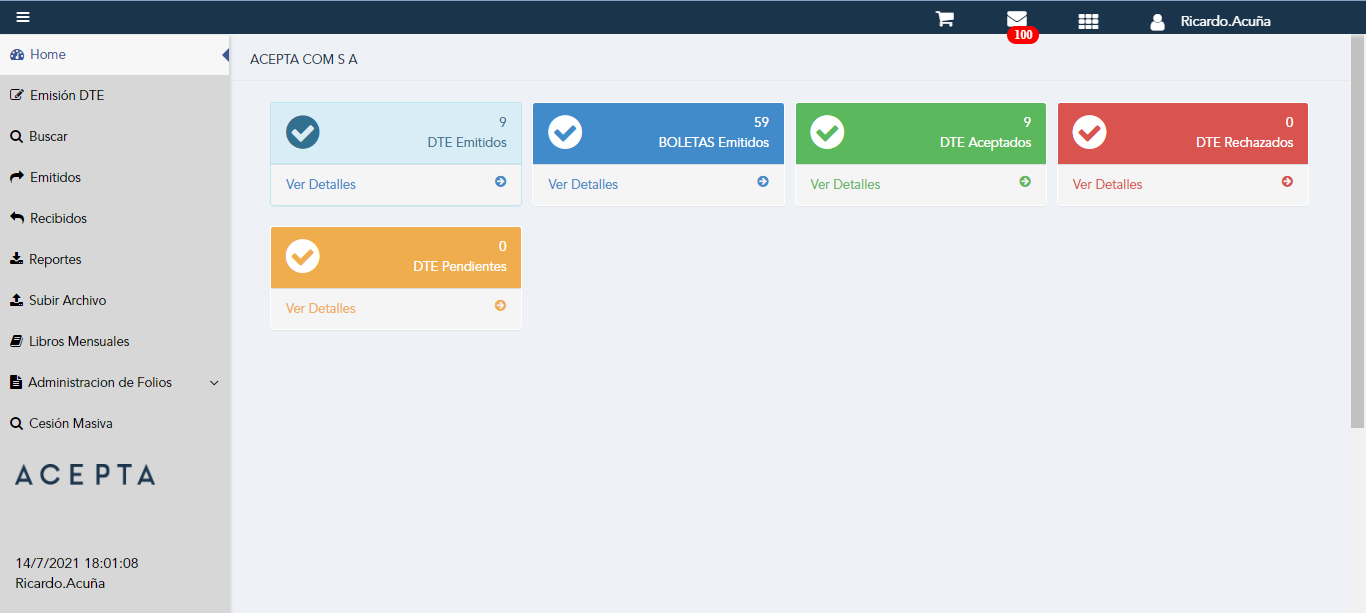 100
Ricardo.Acuña
Home
Emisión DTE
Buscar
Emitidos
Recibidos
Reportes
Subir Archivo
Libros Mensuales
Administracion de Folios
Cesión Masiva
ACEPTA
14/7/2021 18:01:08
Ricardo.Acuña
ACEPTA COM S A
9
DTE Emitidos
Ver Detalles
59
BOLETAS Emitidos
Ver Detalles
9
DTE Aceptados
Ver Detalles
0
DTE Rechazados
Ver Detalles
0
DTE Pendientes
Ver Detalles